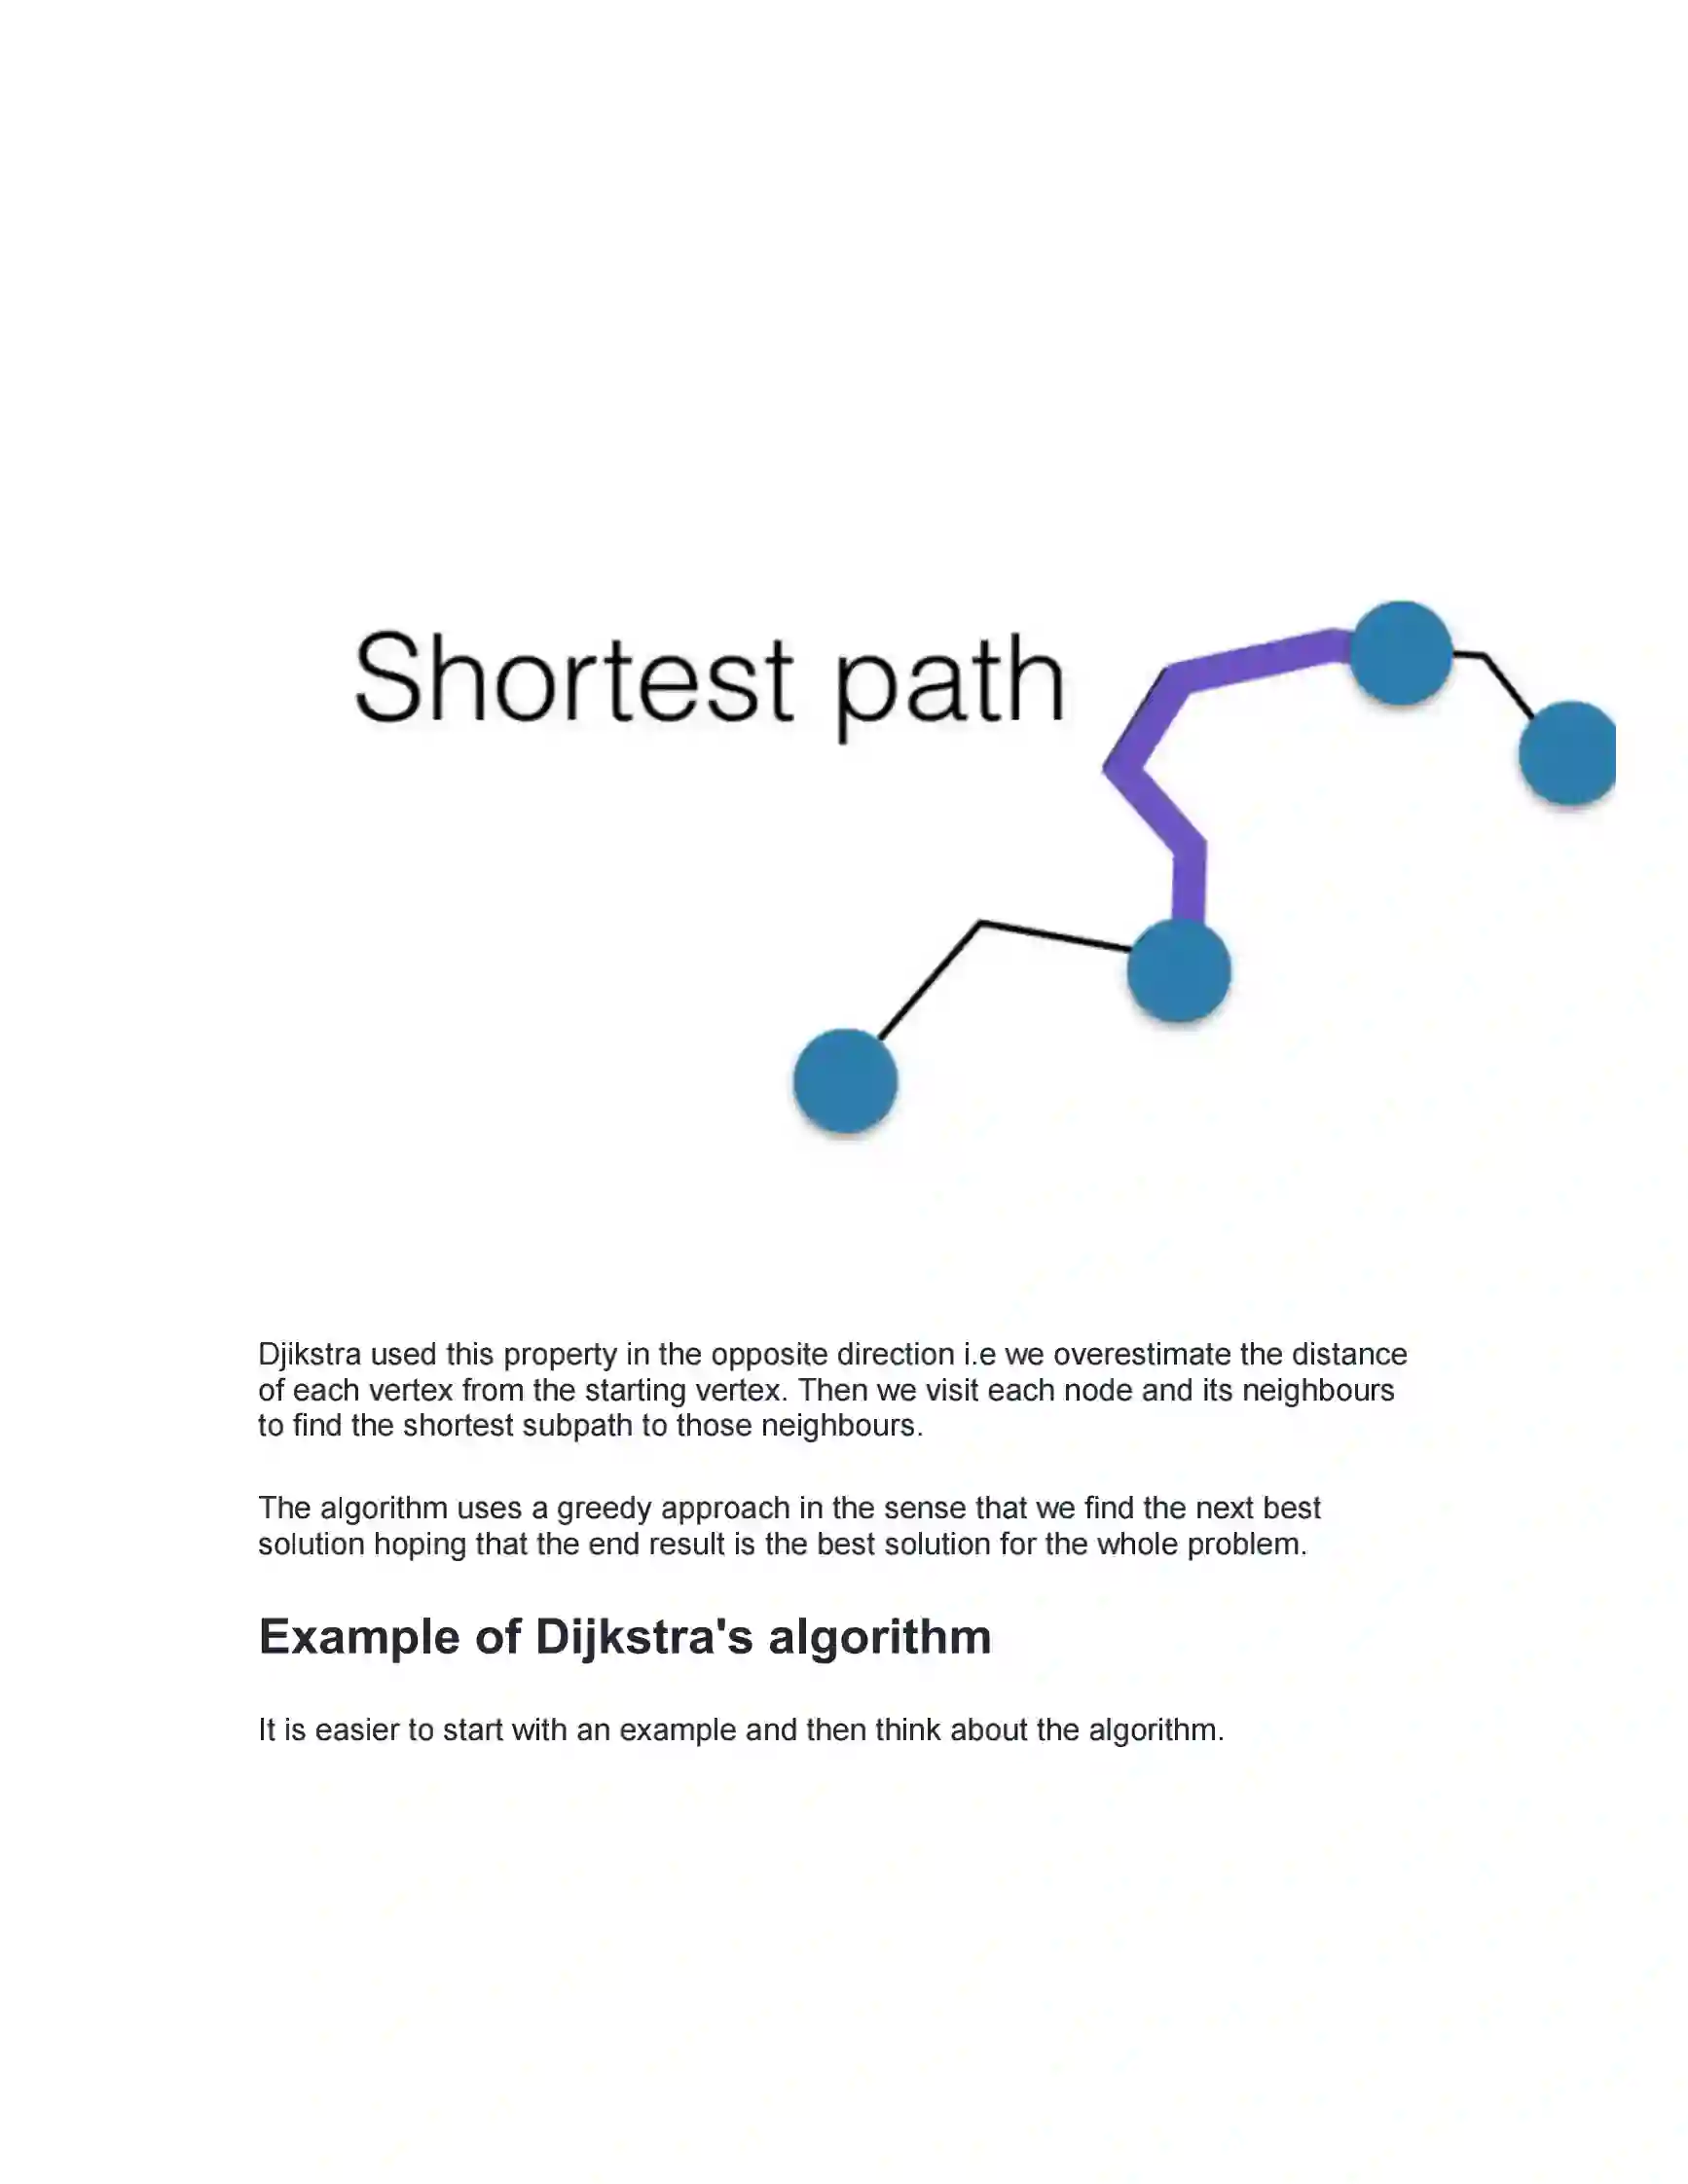 Shortest path
Djikstra used this property in the opposite direction i.e we overestimate the distance
of each vertex from the starting vertex. Then we visit each node and its neighbours
to find the shortest subpath to those neighbours.
The algorithm uses a greedy approach in the sense that we find the next best
solution hoping that the end result is the best solution for the whole problem.
Example of Dijkstra's algorithm
It is easier to start with an example and then think about the algorithm.